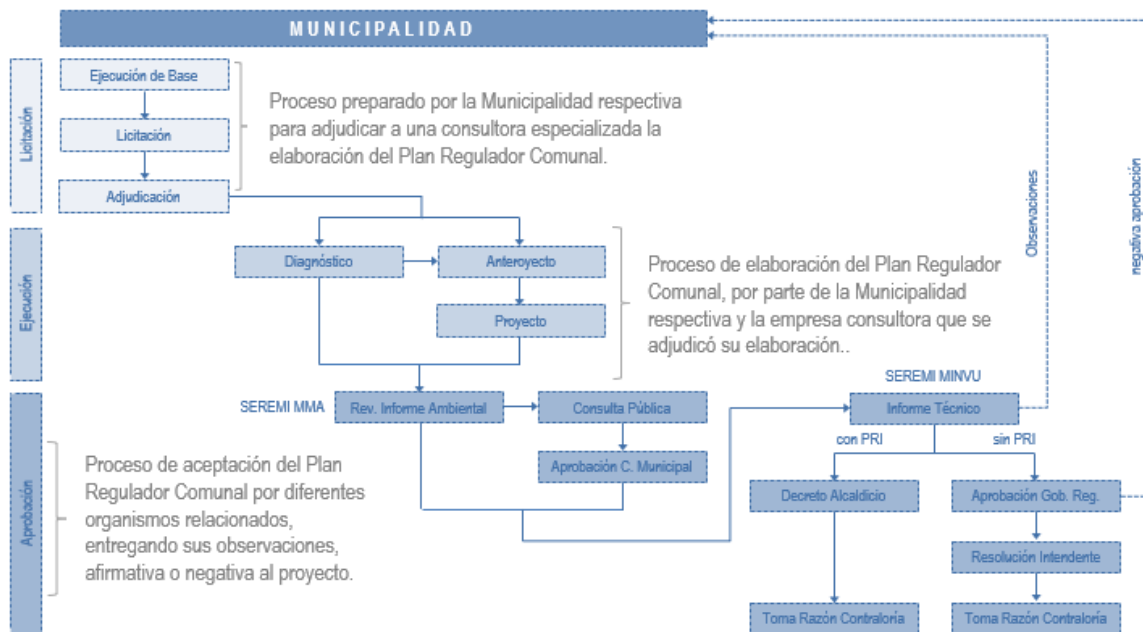 MUNICIPALIDAD
Licitación
Ejecución de Base
Licitación
Adjudicación
Proceso preparado por la Municipalidad respectiva
para adjudicar a una consultora especializada la
elaboración del Plan Regulador Comunal.
Observaciones
negativa aprobación
Ejecución
Diagnóstico
Anteroyecto
Proyecto
Proceso de elaboración del Plan Regulador
Comunal, por parte de la Municipalidad
respectiva y la empresa consultora que se
adjudicó su elaboración..
Aprobación
SEREMI MMA
Rev. Informe Ambiental
Consulta Pública
Aprobación C. Municipal
SEREMI MINVU
Informe Técnico
con PRI
sin PRI
Proceso de aceptación del Plan
Regulador Comunal por diferentes
organismos relacionados,
entregando sus observaciones,
afirmativa o negativa al proyecto.
Decreto Alcaldicio
Aprobación Gob. Reg.
Resolución Intendente
Toma Razón Contraloría
Toma Razón Contraloría